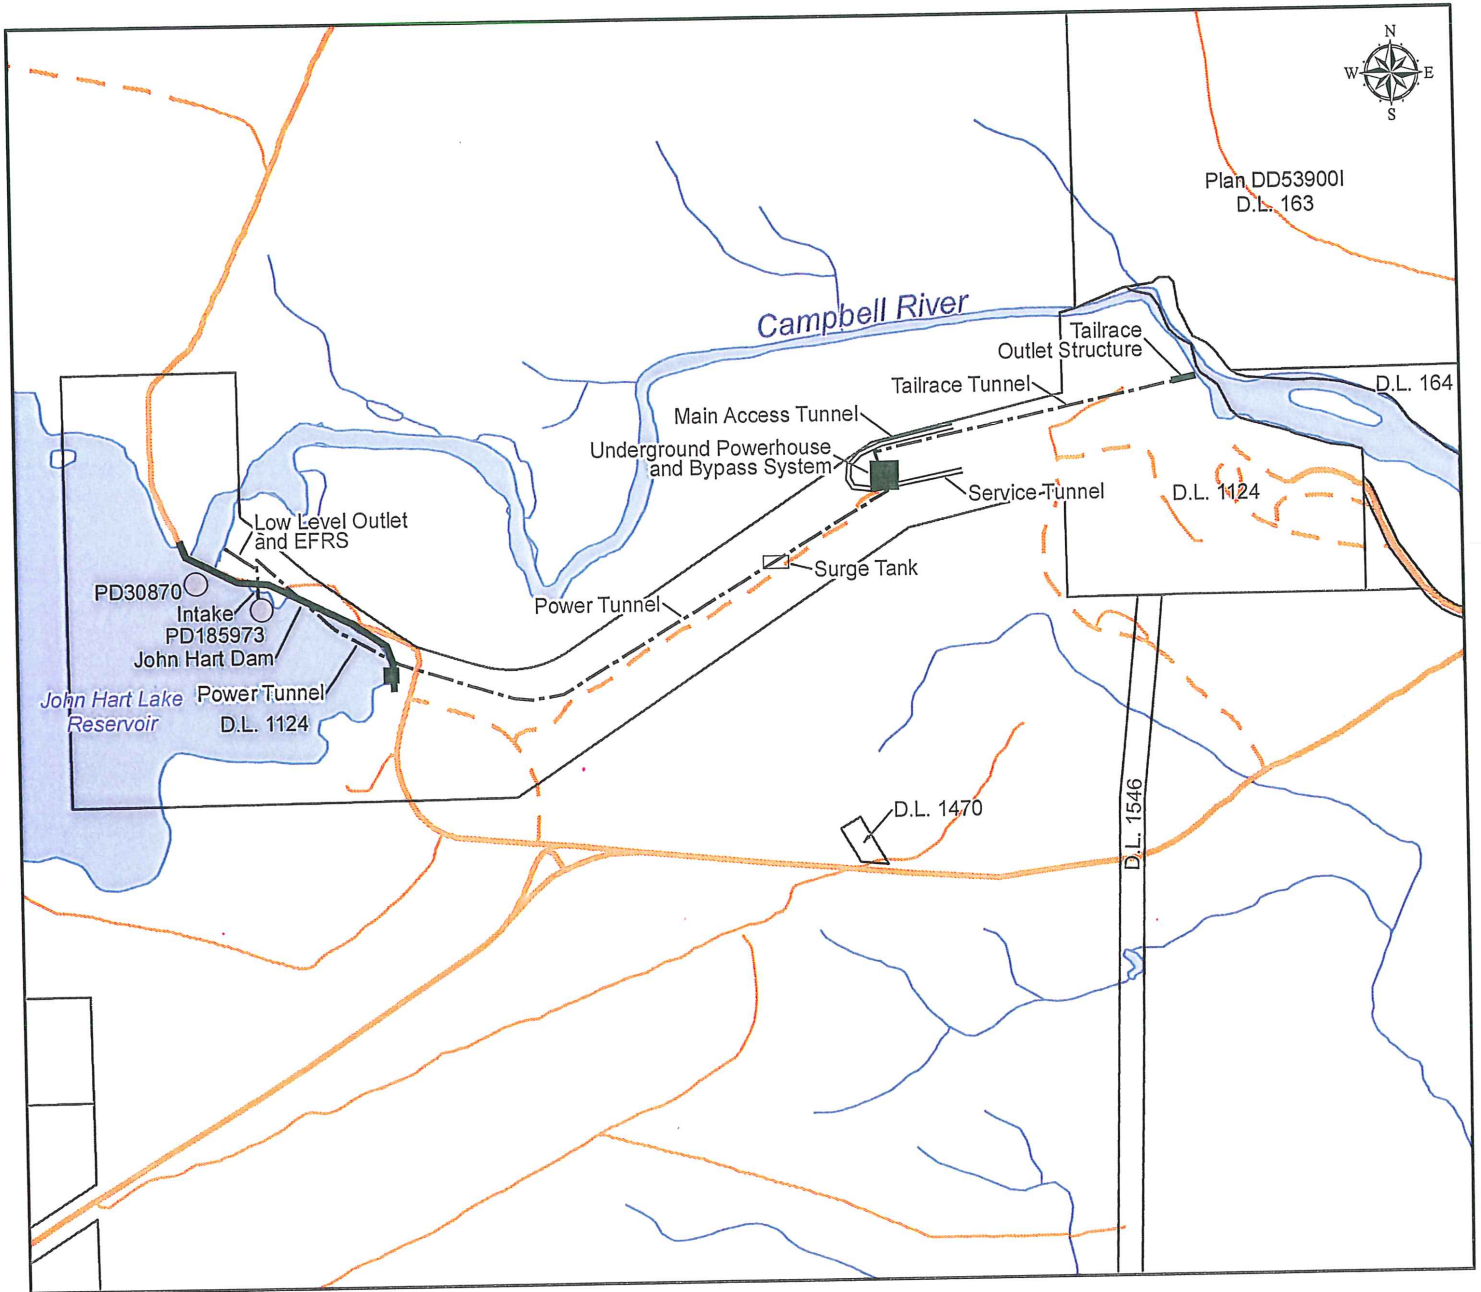 N
W E
S
Plan DD53900I
D.L. 163
Campbell River
Tailrace
Outlet Structure
Tailrace Tunnel
D.L. 164
Main Access Tunnel
Underground Powerhouse
and Bypass System
Service Tunnel
D.L. 1124
Low Level Outlet
and EFRS
Surge Tank
PD30870
Intake
Power Tunnel
PD185973
John Hart Dam
John Hart Lake
Reservoir
Power Tunnel
D.L. 1124
D.L. 1470
D.L. 1546